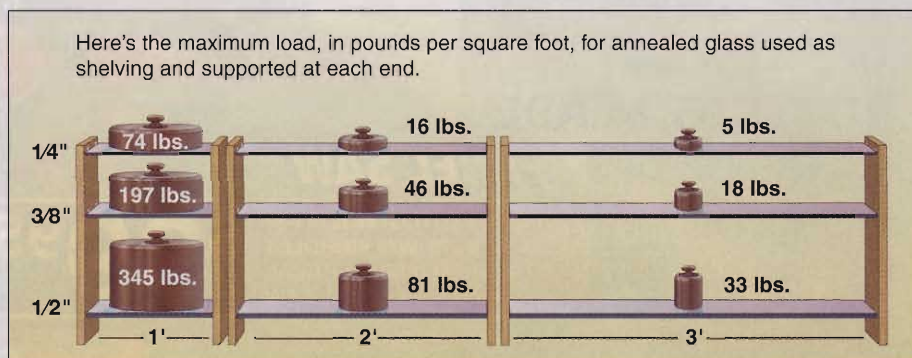 Here's the maximum load, in pounds per square foot, for annealed glass used as
shelving and supported at each end.
1/4" 74 lbs. 16 lbs. 5 lbs.
3/8" 197 lbs. 46 lbs. 18 lbs.
1/2" 345 lbs. 81 lbs. 33 lbs.
1' 2' 3'